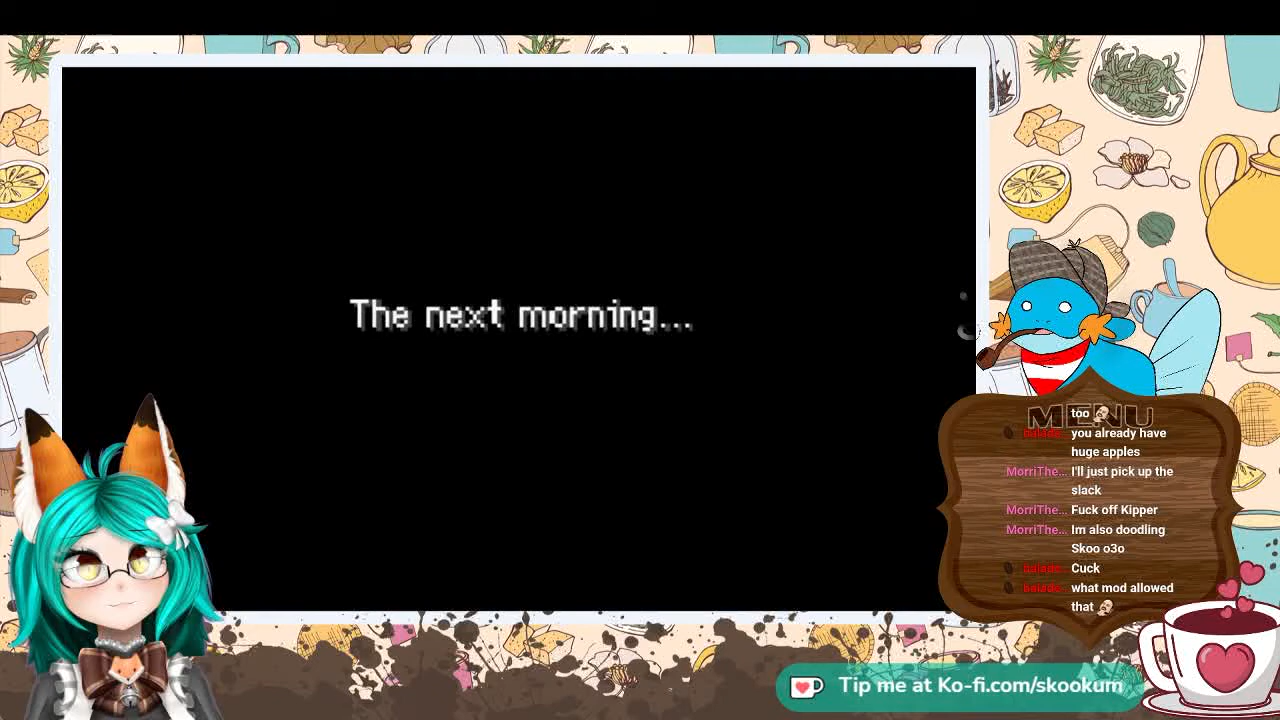 The next morning...
MENU
too
balado: you already have
huge apples
MorriThe... I'll just pick up the
slack
MorriThe... Fuck off Kipper
MorriThe... Im also doodling
Skoo o3o
Cuck
what mod allowed
that
Tip me at Ko-fi.com/skookum